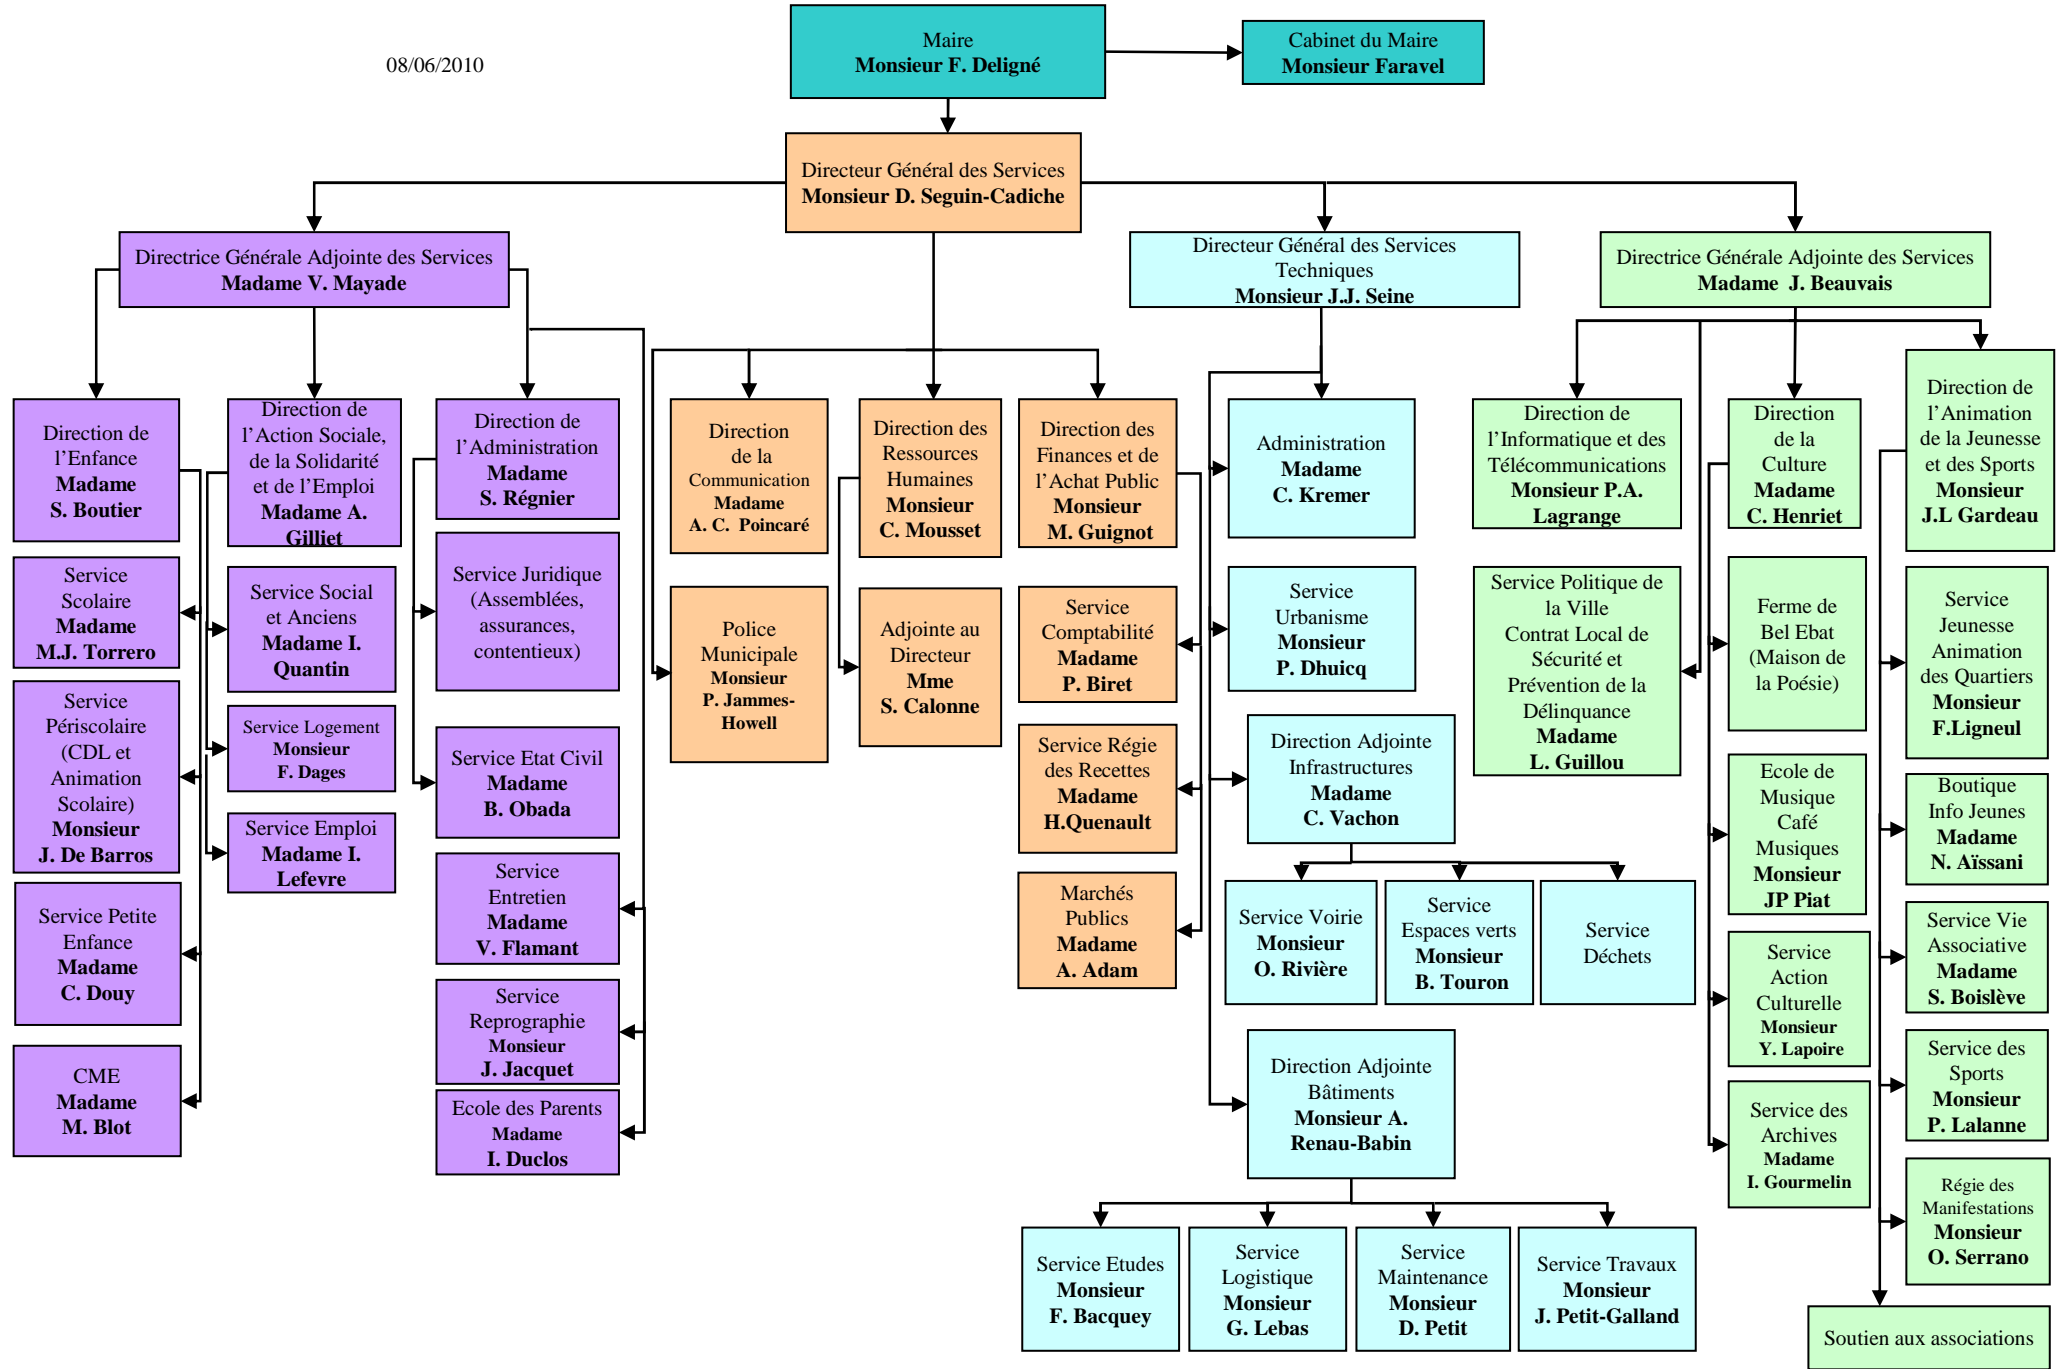 08/06/2010
Maire
Monsieur F. Deligné
Cabinet du Maire
Monsieur Faravel
Directeur Général des Services
Monsieur D. Seguin-Cadiche
Directrice Générale Adjointe des Services
Madame V. Mayade
Directeur Général des Services
Techniques
Monsieur J.J. Seine
Directrice Générale Adjointe des Services
Madame J. Beauvais
Direction de
l'Enfance
Madame
S. Boutier
Service
Scolaire
Madame
M.J. Torrero
Service
Périscolaire
(CDL et
Animation
Scolaire)
Monsieur
J. De Barros
Service Petite
Enfance
Madame
C. Douy
CME
Madame
M. Blot
Direction de
l'Action Sociale,
de la Solidarité
et de l'Emploi
Madame A.
Gilliet
Service Social
et Anciens
Madame I.
Quantin
Service Logement
Monsieur
F. Dages
Service Emploi
Madame I.
Lefevre
Direction de
l'Administration
Madame
S. Régnier
Service Juridique
(Assemblées,
assurances,
contentieux)
Service Etat Civil
Madame
B. Obada
Service
Entretien
Madame
V. Flamant
Service
Reprographie
Monsieur
J. Jacquet
Ecole des Parents
Madame
I. Duclos
Direction
de la
Communication
Madame
A. C. Poincaré
Police
Municipale
Monsieur
P. Jammes-
Howell
Direction des
Ressources
Humaines
Monsieur
C. Mousset
Adjointe au
Directeur
Mme
S. Calonne
Direction des
Finances et de
l'Achat Public
Monsieur
M. Guignot
Service
Comptabilité
Madame
P. Biret
Service Régie
des Recettes
Madame
H.Quenault
Marchés
Publics
Madame
A. Adam
Administration
Madame
C. Kremer
Service
Urbanisme
Monsieur
P. Dhuicq
Direction Adjointe
Infrastructures
Madame
C. Vachon
Service Voirie
Monsieur
O. Rivière
Service
Espaces verts
Monsieur
B. Touron
Service
Déchets
Direction Adjointe
Bâtiments
Monsieur A.
Renau-Babin
Service Etudes
Monsieur
F. Bacquey
Service
Logistique
Monsieur
G. Lebas
Service
Maintenance
Monsieur
D. Petit
Service Travaux
Monsieur
J. Petit-Galland
Direction de
l'Informatique et des
Télécommunications
Monsieur P.A.
Lagrange
Service Politique de
la Ville
Contrat Local de
Sécurité et
Prévention de la
Délinquance
Madame
L. Guillou
Direction
de la
Culture
Madame
C. Henriet
Ferme de
Bel Ebat
(Maison de
la Poésie)
Ecole de
Musique
Café
Musiques
Monsieur
JP Piat
Service
Action
Culturelle
Monsieur
Y. Lapoire
Service des
Archives
Madame
I. Gourmelin
Direction de
l'Animation
de la Jeunesse
et des Sports
Monsieur
J.L Gardeau
Service
Jeunesse
Animation
des Quartiers
Monsieur
F.Ligneul
Boutique
Info Jeunes
Madame
N. Aïssani
Service Vie
Associative
Madame
S. Boislève
Service des
Sports
Monsieur
P. Lalanne
Régie des
Manifestations
Monsieur
O. Serrano
Soutien aux associations